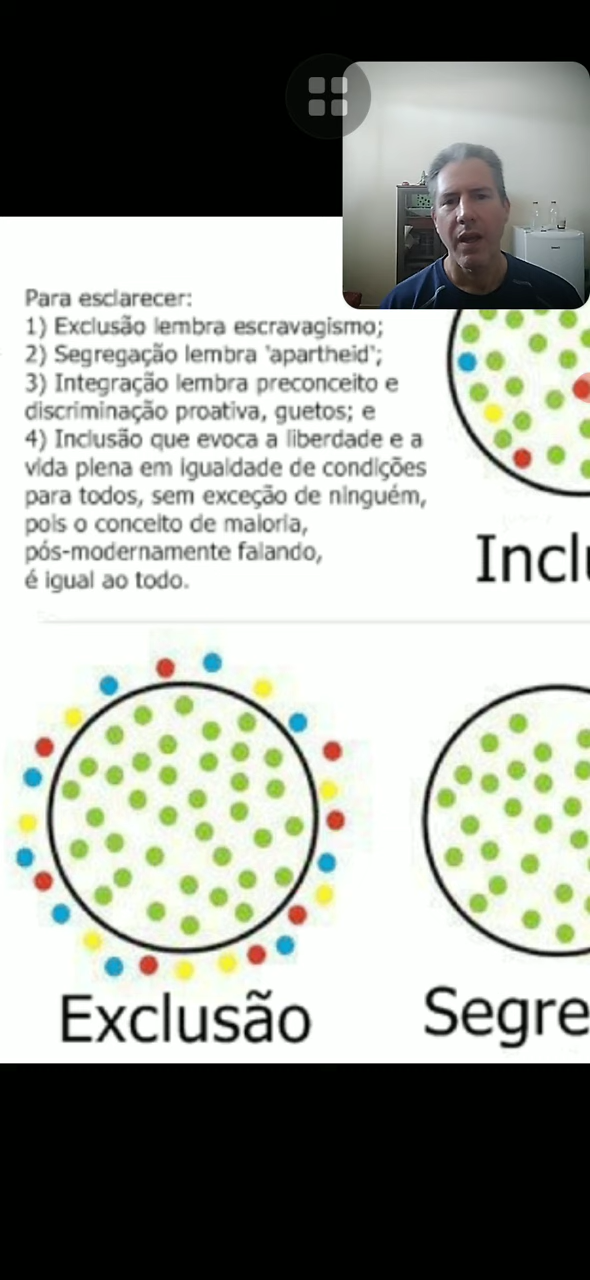 Para esclarecer:
1) Exclusão lembra escravagismo;
2) Segregação lembra 'apartheid';
3) Integração lembra preconceito e
discriminação proativa, guetos; e
4) Inclusão que evoca a liberdade e a
vida plena em igualdade de condições
para todos, sem exceção de ninguém,
pois o conceito de maioria,
pós-modernamente falando,
é igual ao todo.
Inclu
Exclusão
Segre